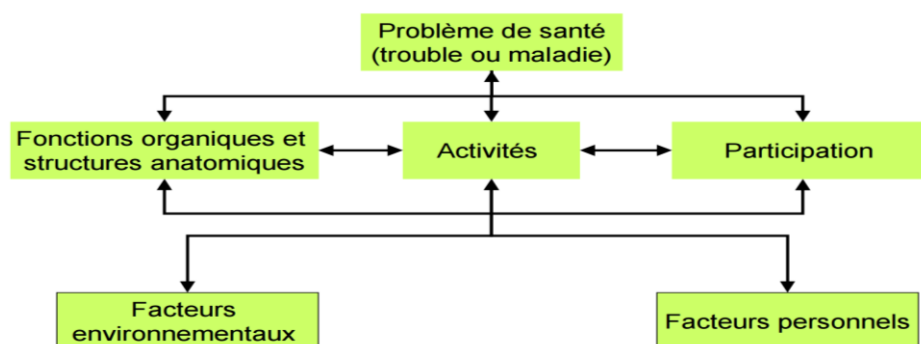 Problème de santé
(trouble ou maladie)
Fonctions organiques et
structures anatomiques
Activités
Participation
Facteurs
environnementaux
Facteurs personnels